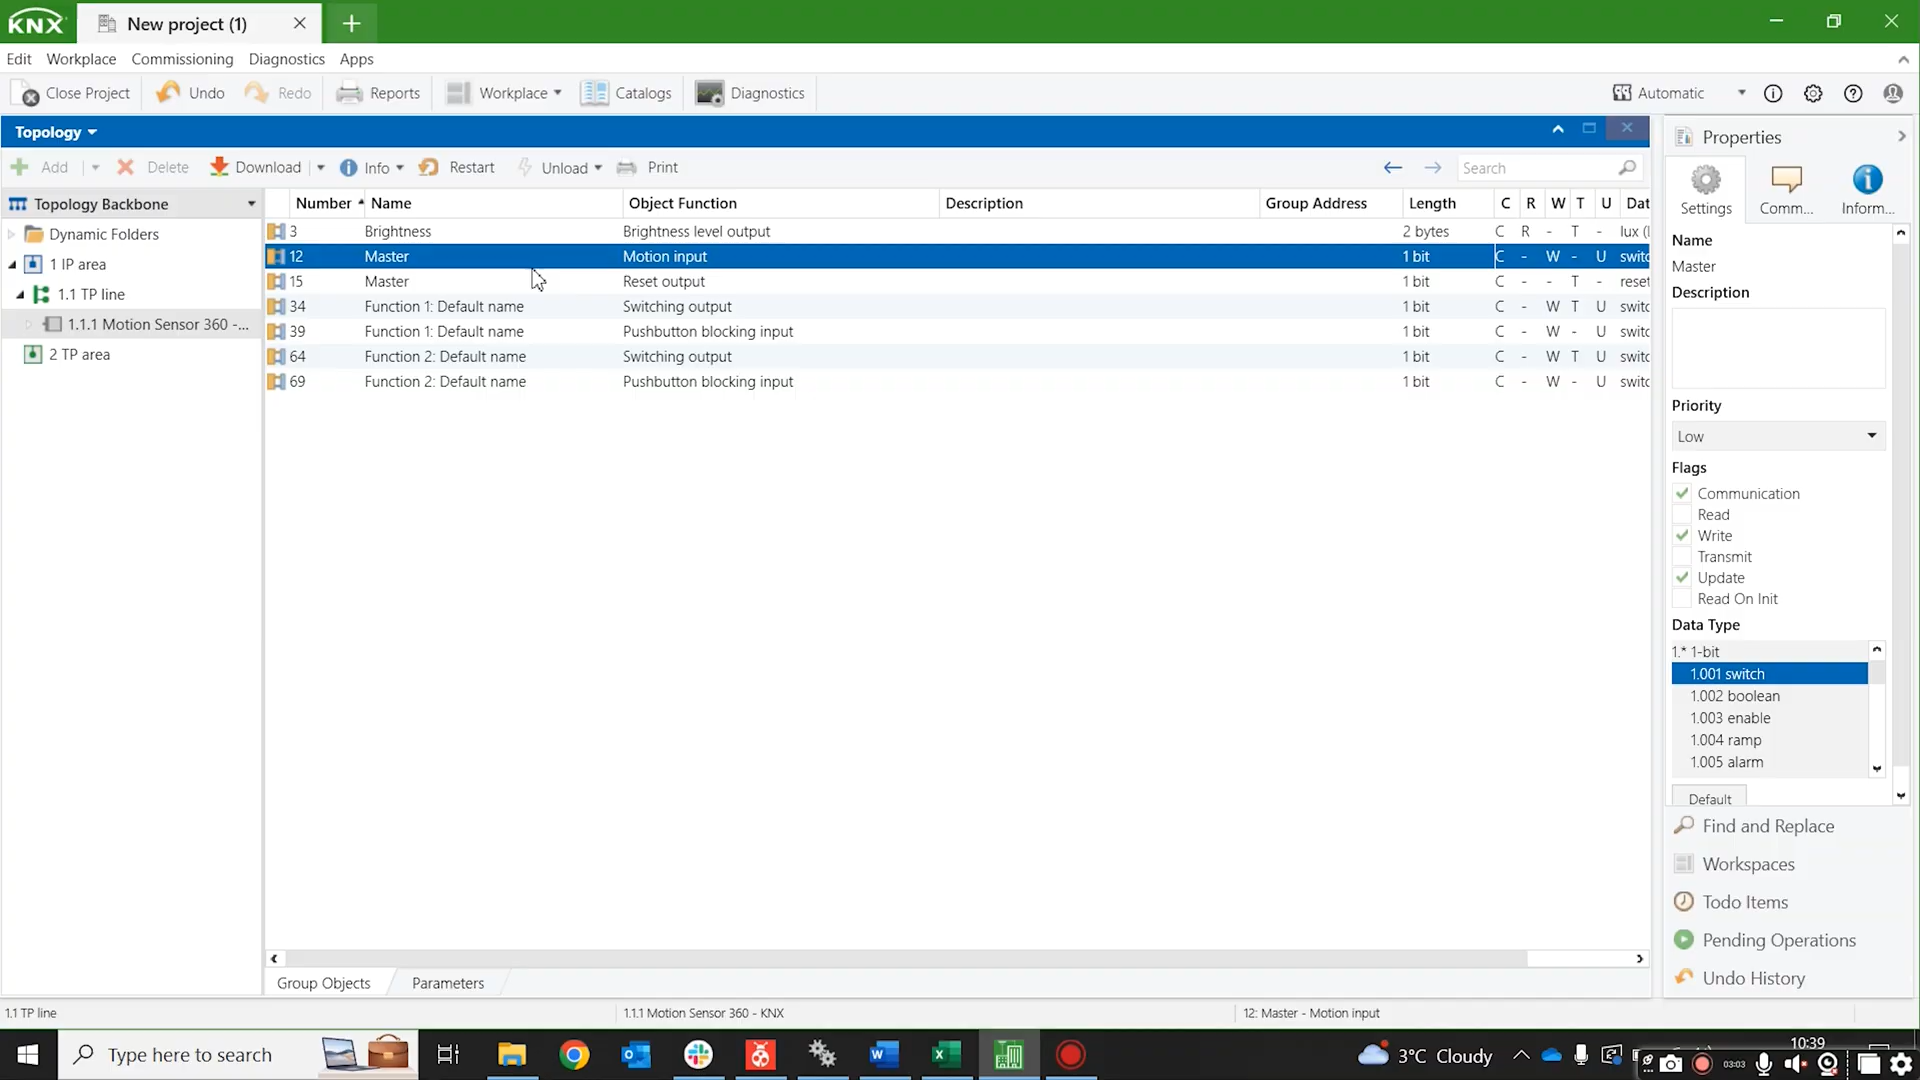 KNX
New project (1)
Edit Workplace Commissioning Diagnostics Apps
Close Project Undo Redo Reports Workplace Catalogs Diagnostics Automatic
Topology
Add Delete Download Info Restart Unload Print Search
Topology Backbone
Dynamic Folders
1 IP area
1.1 TP line
1.1.1 Motion Sensor 360 -...
2 TP area
Number Name Object Function Description Group Address Length C R W T U Dat
3 Brightness Brightness level output 2 bytes C R - T - lux (l
12 Master Motion input 1 bit C - W - U switc
15 Master Reset output 1 bit C - - T - reset
34 Function 1: Default name Switching output 1 bit C - W T U switc
39 Function 1: Default name Pushbutton blocking input 1 bit C - W - U switc
64 Function 2: Default name Switching output 1 bit C - W T U switc
69 Function 2: Default name Pushbutton blocking input 1 bit C - W - U switc
Group Objects Parameters
Properties
Settings Comm... Inform...
Name
Master
Description
Priority
Low
Flags
Communication
Read
Write
Transmit
Update
Read On Init
Data Type
1.* 1-bit
1.001 switch
1.002 boolean
1.003 enable
1.004 ramp
1.005 alarm
Default
Find and Replace
Workspaces
Todo Items
Pending Operations
Undo History
1.1 TP line 1.1.1 Motion Sensor 360 - KNX 12: Master - Motion input
Type here to search
3°C Cloudy
10:39
03:03